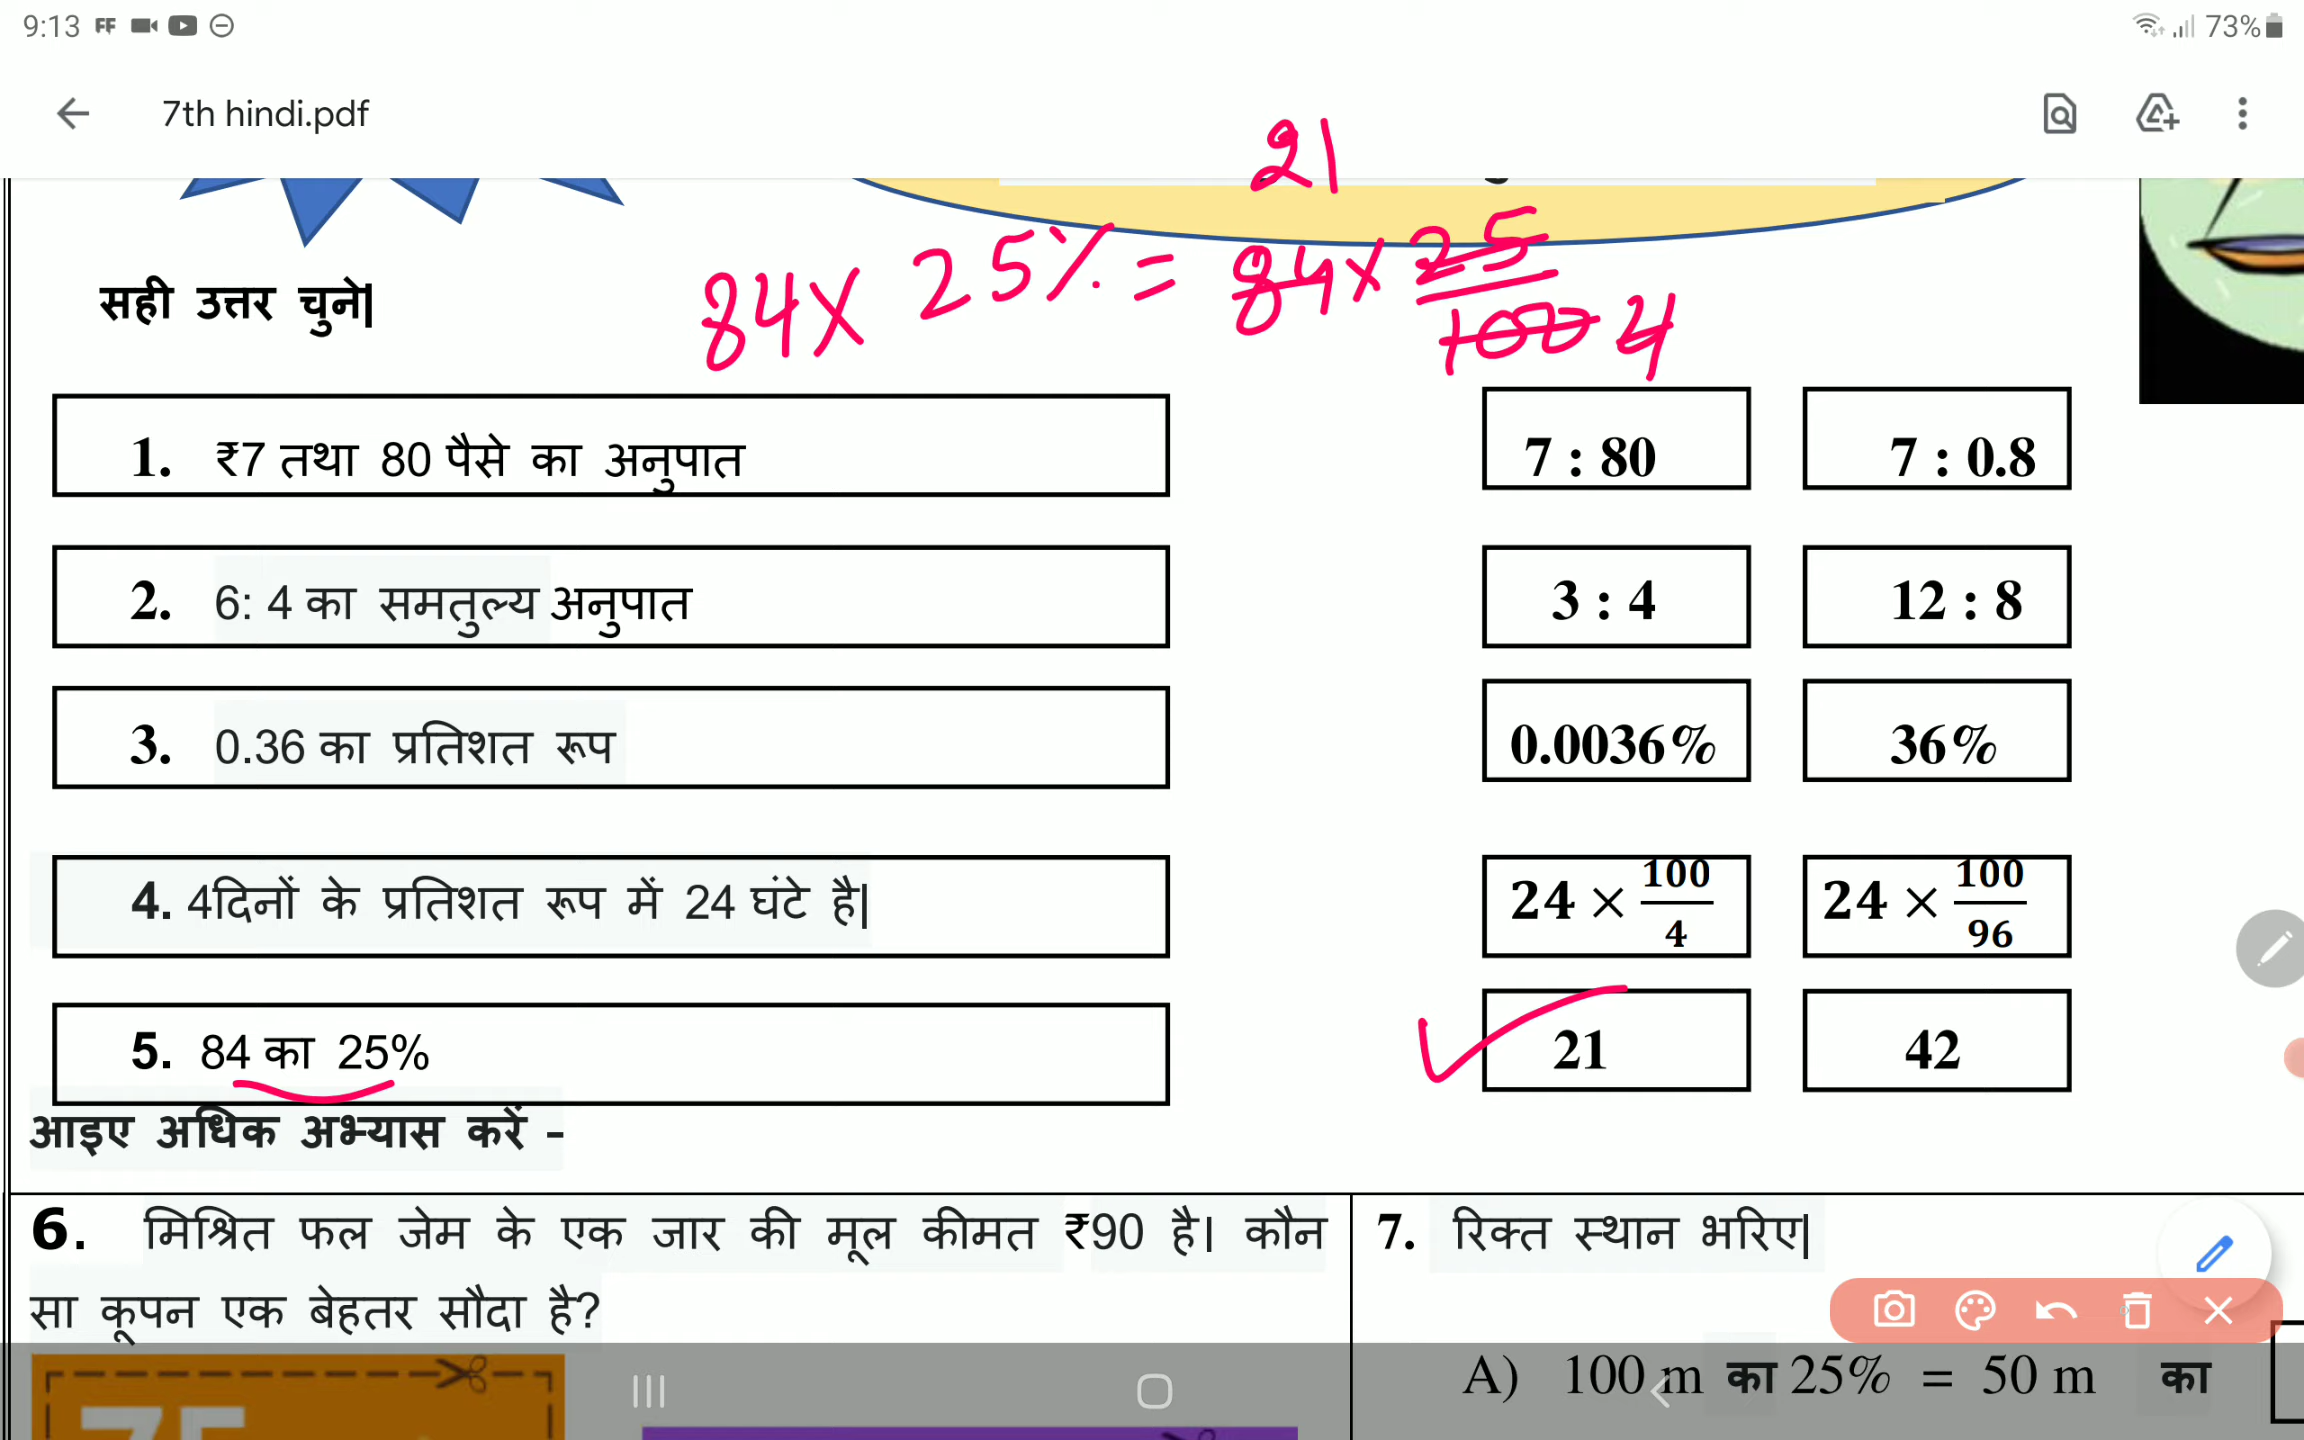 9:13
73%
7th hindi.pdf
21
84 x 25% = 84 x 25
100 4
सही उत्तर चुने|
1. ₹7 तथा 80 पैसे का अनुपात
7 : 80
7 : 0.8
2. 6: 4 का समतुल्य अनुपात
3 : 4
12 : 8
3. 0.36 का प्रतिशत रूप
0.0036%
36%
4. 4दिनों के प्रतिशत रूप में 24 घंटे है|
24 × 100/4
24 × 100/96
5. 84 का 25%
21
42
आइए अधिक अभ्यास करें -
6. मिश्रित फल जेम के एक जार की मूल कीमत ₹90 है। कौन
सा कूपन एक बेहतर सौदा है?
7. रिक्त स्थान भरिए|
A) 100 m का 25% = 50 m का